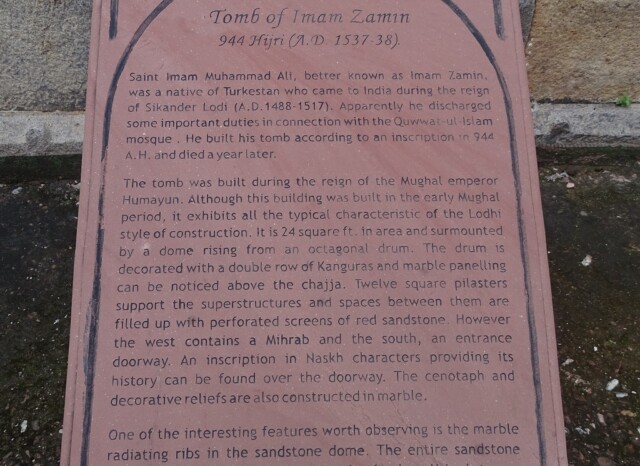 Tomb of Imam Zamin
944 Hijri (A.D. 1537-38).
Saint Imam Muhammad Ali, better known as Imam Zamin,
was a native of Turkestan who came to India during the reign
of Sikander Lodi (A.D.1488-1517). Apparently he discharged
some important duties in connection with the Quwwat-ul-Islam
mosque . He built his tomb according to an inscription in 944
A.H. and died a year later.
The tomb was built during the reign of the Mughal emperor
Humayun. Although this building was built in the early Mughal
period, it exhibits all the typical characteristic of the Lodhi
style of construction. It is 24 square ft. in area and surmounted
by a dome rising from an octagonal drum. The drum is
decorated with a double row of Kanguras and marble panelling
can be noticed above the chajja. Twelve square pilasters
support the superstructures and spaces between them are
filled up with perforated screens of red sandstone. However
the west contains a Mihrab and the south, an entrance
doorway. An inscription in Naskh characters providing its
history can be found over the doorway. The cenotaph and
decorative reliefs are also constructed in marble.
One of the interesting features worth observing is the marble
radiating ribs in the sandstone dome. The entire sandstone